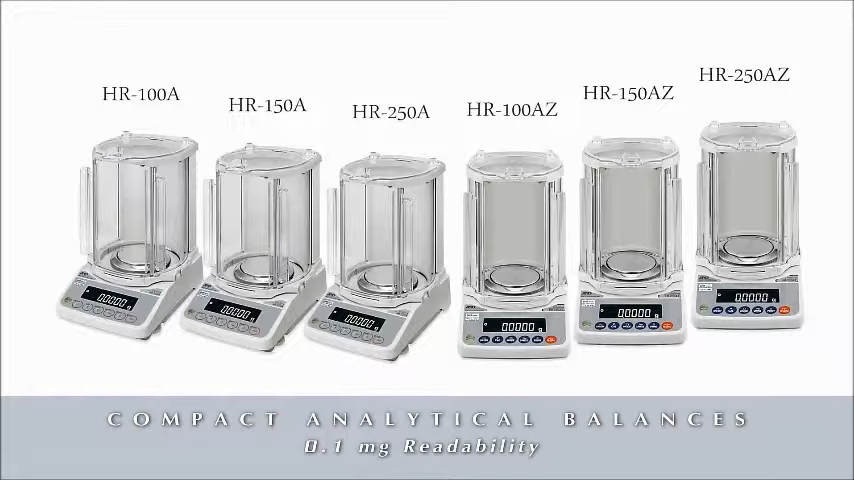 HR-100A
HR-150A
HR-250A
HR-100AZ
HR-150AZ
HR-250AZ
COMPACT ANALYTICAL BALANCES
0.1 mg Readability